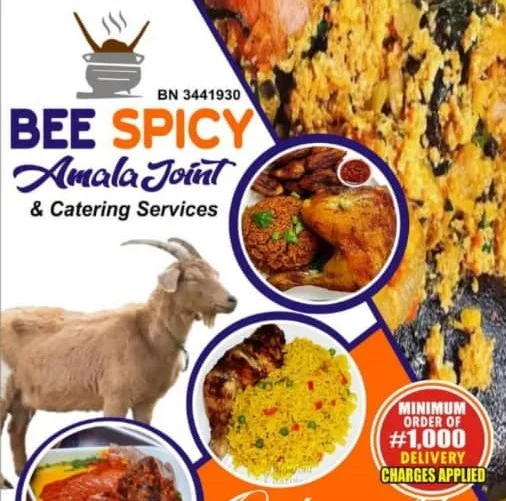 BN 3441930
BEE SPICY
Amala Joint
& Catering Services
MINIMUM
ORDER OF
#1,000
DELIVERY
CHARGES APPLIED